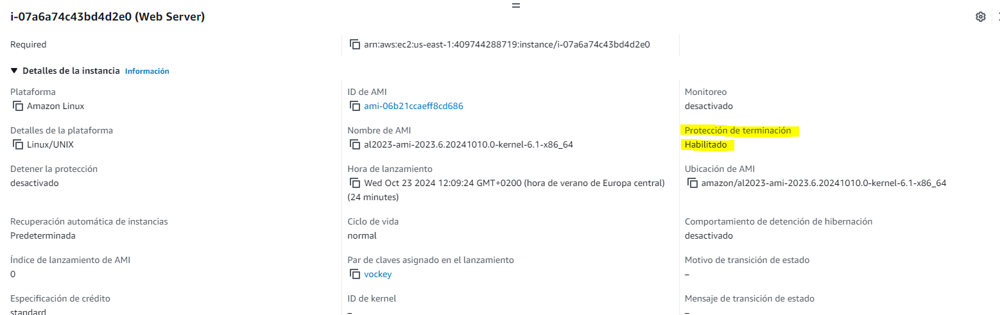 i-07a6a74c43bd4d2e0 (Web Server)
Required
arn:aws:ec2:us-east-1:409744288719:instance/i-07a6a74c43bd4d2e0
Detalles de la instancia Información
Plataforma
Amazon Linux
ID de AMI
ami-06b21ccaeff8cd686
Monitoreo
desactivado
Detalles de la plataforma
Linux/UNIX
Nombre de AMI
al2023-ami-2023.6.20241010.0-kernel-6.1-x86_64
Protección de terminación
Habilitado
Detener la protección
desactivado
Hora de lanzamiento
Wed Oct 23 2024 12:09:24 GMT+0200 (hora de verano de Europa central)
(24 minutes)
Ubicación de AMI
amazon/al2023-ami-2023.6.20241010.0-kernel-6.1-x86_64
Recuperación automática de instancias
Predeterminada
Ciclo de vida
normal
Comportamiento de detención de hibernación
desactivado
Índice de lanzamiento de AMI
0
Par de claves asignado en el lanzamiento
vockey
Motivo de transición de estado
–
Especificación de crédito
standard
ID de kernel
–
Mensaje de transición de estado
–